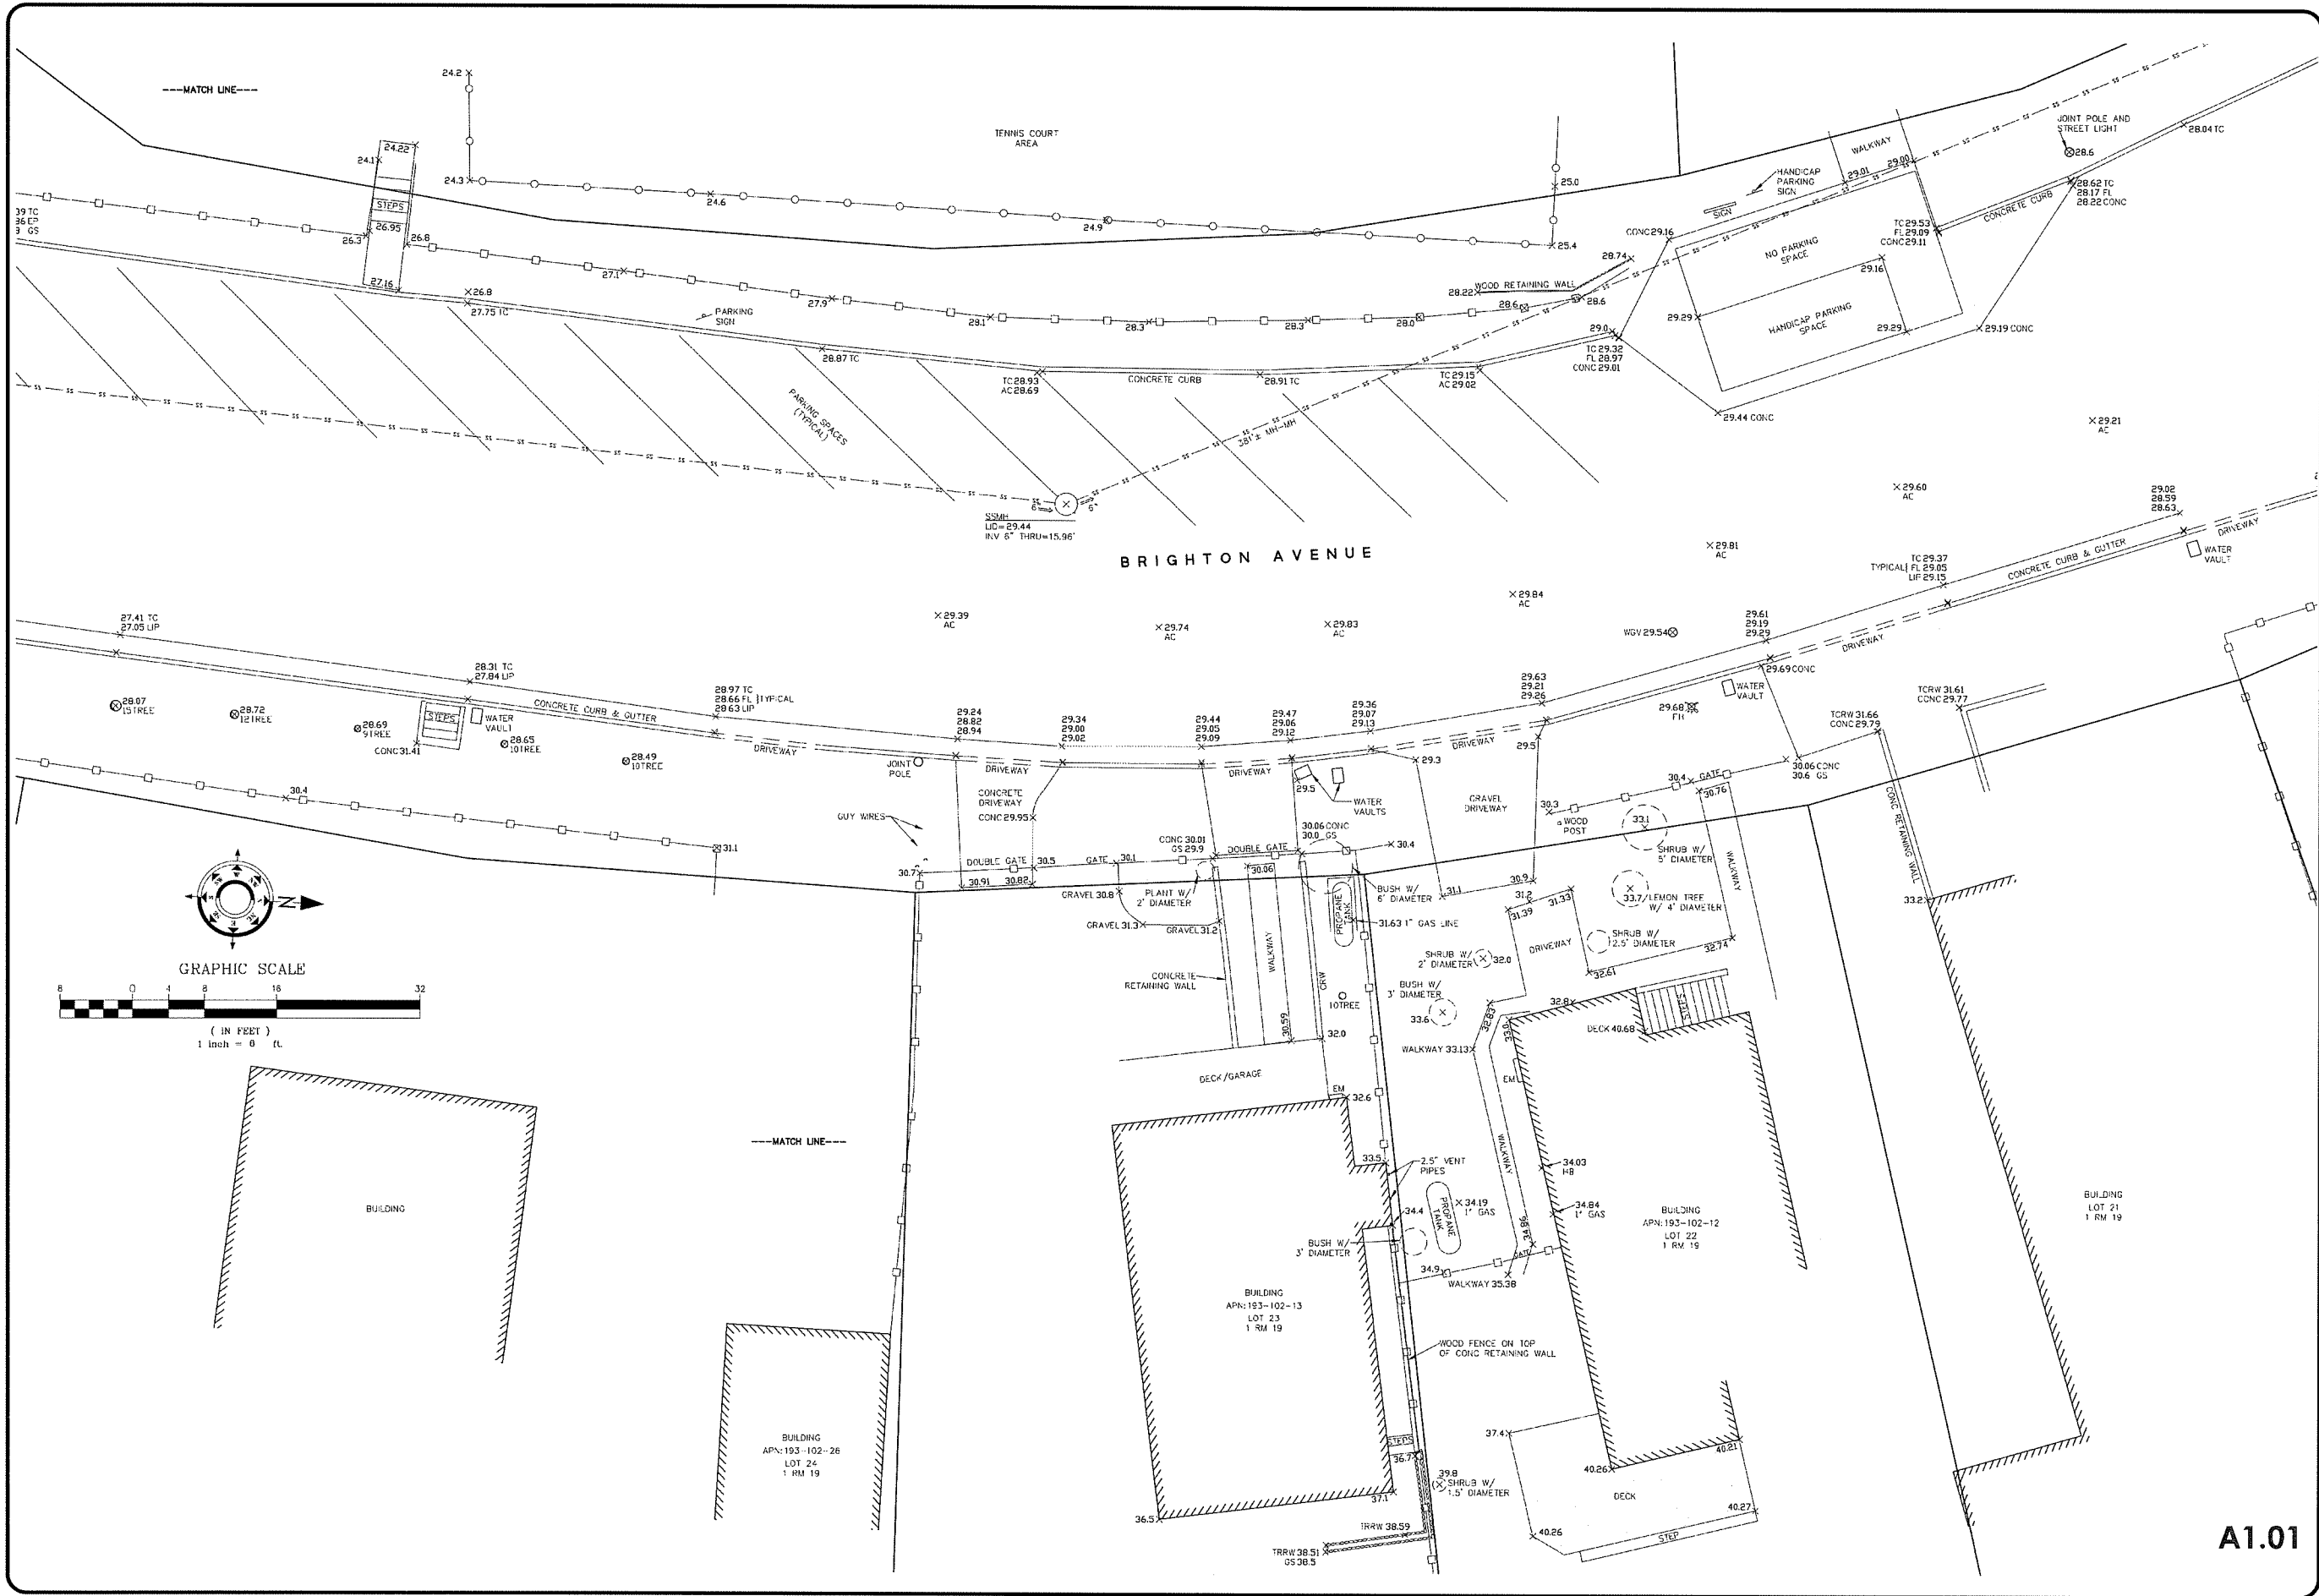 ---MATCH LINE---
24.2
TENNIS COURT
AREA
JOINT POLE AND
STREET LIGHT
28.6
28.04 TC
24.1
24.22
24.3
24.6
24.9
25.0
25.4
WALKWAY
29.00
29.01
HANDICAP
PARKING
SIGN
SIGN
28.62 TC
28.17 FL
28.22 CONC
CONCRETE CURB
TC 29.53
FL 29.09
CONC 29.11
39 TC
36 EP
GS
STEPS
26.95
26.3
26.8
27.16
26.8
27.75 TC
27.1
27.9
28.1
28.3
28.3
28.0
28.6
28.6
28.22
WOOD RETAINING WALL
28.74
CONC 29.16
NO PARKING
SPACE
29.16
29.29
HANDICAP PARKING
SPACE
29.29
29.19 CONC
PARKING
SIGN
28.87 TC
TC 28.93
AC 28.69
CONCRETE CURB
28.91 TC
TC 29.15
AC 29.02
29.0
TC 29.32
FL 28.97
CONC 29.01
29.44 CONC
29.21
AC
PARKING SPACES
(TYPICAL)
381'± MH-MH
6"
SSMH
LID=29.44
INV 6" THRU=15.96'
29.60
AC
29.02
28.59
28.63
BRIGHTON AVENUE
29.81
AC
TC 29.37
TYPICAL FL 29.05
LIP 29.15
CONCRETE CURB & GUTTER
DRIVEWAY
WATER
VAULT
29.84
AC
27.41 TC
27.05 LIP
29.39
AC
29.74
AC
29.83
AC
WGV 29.54
29.61
29.19
29.29
DRIVEWAY
29.69 CONC
28.31 TC
27.84 LIP
28.97 TC
28.66 FL TYPICAL
28.63 LIP
29.63
29.21
29.26
WATER
VAULT
TCRW 31.61
CONC 29.77
28.07
15TREE
28.72
12TREE
28.69
9TREE
STEPS
WATER
VAULT
CONC 31.41
28.65
10TREE
28.49
10TREE
CONCRETE CURB & GUTTER
DRIVEWAY
29.24
28.82
28.94
29.34
29.00
29.02
29.44
29.05
29.09
29.47
29.06
29.12
29.36
29.07
29.13
DRIVEWAY
29.5
29.68
FH
TCRW 31.66
CONC 29.79
JOINT
POLE
DRIVEWAY
DRIVEWAY
29.3
29.5
30.06 CONC
30.6 GS
30.4
GATE
30.76
30.4
CONCRETE
DRIVEWAY
CONC 29.95
WATER
VAULTS
GRAVEL
DRIVEWAY
30.3
WOOD
POST
33.1
SHRUB W/
5' DIAMETER
GUY WIRES
31.1
DOUBLE GATE
30.5
GATE
30.1
CONC 30.01
GS 29.9
DOUBLE GATE
30.06 CONC
30.0 GS
30.4
30.7
30.91
30.82
GRAVEL 30.8
PLANT W/
2' DIAMETER
30.06
PROPANE
TANK
BUSH W/
6' DIAMETER
31.1
30.9
31.2
31.39
31.33
33.7
LEMON TREE
W/ 4' DIAMETER
WALKWAY
CONC RETAINING WALL
33.2
N
GRAVEL 31.3
GRAVEL 31.2
31.63 1" GAS LINE
WALKWAY
DRIVEWAY
SHRUB W/
2.5' DIAMETER
32.74
SHRUB W/
2' DIAMETER
32.0
32.61
GRAPHIC SCALE
8 0 4 8 16 32
( IN FEET )
1 inch = 8 ft.
CONCRETE
RETAINING WALL
CRW
10TREE
BUSH W/
3' DIAMETER
33.6
32.8
32.83
33.0
STEPS
DECK 40.68
30.59
32.0
WALKWAY 33.13
DECK/GARAGE
EM
32.6
EM
---MATCH LINE---
WALKWAY
33.5
2.5" VENT
PIPES
34.03
HB
BUILDING
PROPANE
TANK
34.19
1" GAS
34.84
1" GAS
34.4
BUILDING
APN: 193-102-12
LOT 22
1 RM 19
BUILDING
LOT 21
1 RM 19
BUSH W/
3' DIAMETER
34.86
GATE
34.9
WALKWAY 35.38
BUILDING
APN: 193-102-13
LOT 23
1 RM 19
WOOD FENCE ON TOP
OF CONC RETAINING WALL
BUILDING
APN: 193-102-26
LOT 24
1 RM 19
STEPS
36.7
37.4
40.21
40.26
39.8
SHRUB W/
1.5' DIAMETER
37.1
DECK
40.27
36.5
TRRW 38.59
40.26
STEP
TRRW 38.51
GS 38.5
A1.01